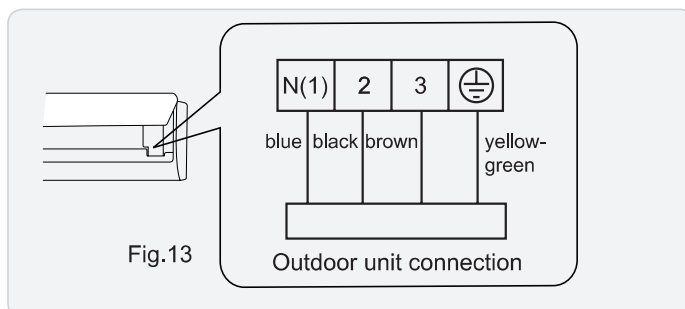 N(1) 2 3
blue black brown yellow-
green
Fig.13
Outdoor unit connection